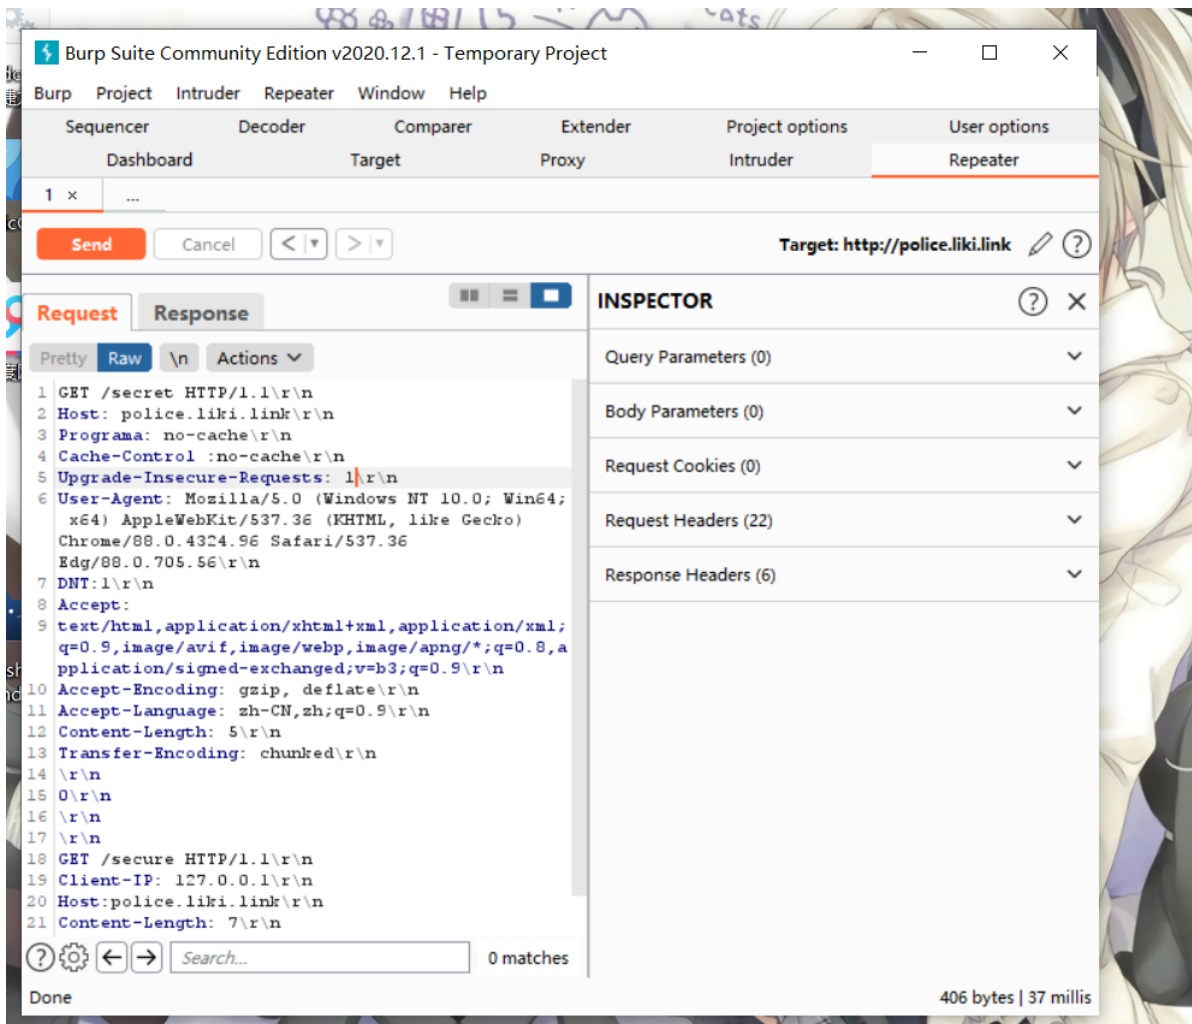 Burp Suite Community Edition v2020.12.1 - Temporary Project
Burp Project Intruder Repeater Window Help
Sequencer Decoder Comparer Extender Project options User options
Dashboard Target Proxy Intruder Repeater
1 × ...
Send Cancel < > Target: http://police.liki.link ?
Request Response
INSPECTOR ?
Pretty Raw \n Actions
Query Parameters (0)
Body Parameters (0)
Request Cookies (0)
Request Headers (22)
Response Headers (6)
1 GET /secret HTTP/1.1\r\n
2 Host: police.liki.link\r\n
3 Programa: no-cache\r\n
4 Cache-Control :no-cache\r\n
5 Upgrade-Insecure-Requests: 1\r\n
6 User-Agent: Mozilla/5.0 (Windows NT 10.0; Win64;
x64) AppleWebKit/537.36 (KHTML, like Gecko)
Chrome/88.0.4324.96 Safari/537.36
Edg/88.0.705.56\r\n
7 DNT:1\r\n
8 Accept:
9 text/html,application/xhtml+xml,application/xml;
q=0.9,image/avif,image/webp,image/apng/*;q=0.8,a
pplication/signed-exchanged;v=b3;q=0.9\r\n
10 Accept-Encoding: gzip, deflate\r\n
11 Accept-Language: zh-CN,zh;q=0.9\r\n
12 Content-Length: 5\r\n
13 Transfer-Encoding: chunked\r\n
14 \r\n
15 0\r\n
16 \r\n
17 \r\n
18 GET /secure HTTP/1.1\r\n
19 Client-IP: 127.0.0.1\r\n
20 Host:police.liki.link\r\n
21 Content-Length: 7\r\n
? Search... 0 matches
Done 406 bytes | 37 millis